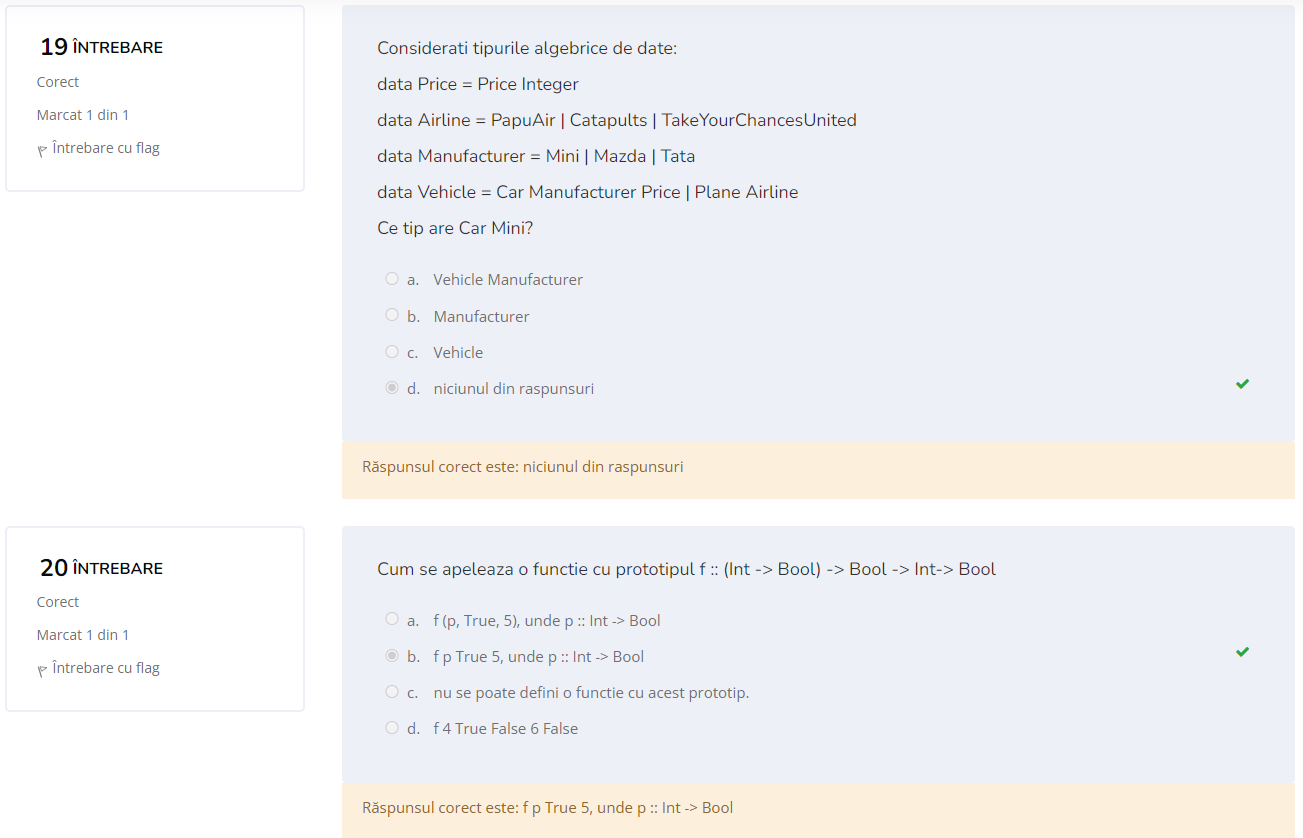 19 ÎNTREBARE
Corect
Marcat 1 din 1
Întrebare cu flag
Considerati tipurile algebrice de date:
data Price = Price Integer
data Airline = PapuAir | Catapults | TakeYourChancesUnited
data Manufacturer = Mini | Mazda | Tata
data Vehicle = Car Manufacturer Price | Plane Airline
Ce tip are Car Mini?
a. Vehicle Manufacturer
b. Manufacturer
c. Vehicle
d. niciunul din raspunsuri
Răspunsul corect este: niciunul din raspunsuri
20 ÎNTREBARE
Corect
Marcat 1 din 1
Întrebare cu flag
Cum se apeleaza o functie cu prototipul f :: (Int -> Bool) -> Bool -> Int-> Bool
a. f (p, True, 5), unde p :: Int -> Bool
b. f p True 5, unde p :: Int -> Bool
c. nu se poate defini o functie cu acest prototip.
d. f 4 True False 6 False
Răspunsul corect este: f p True 5, unde p :: Int -> Bool